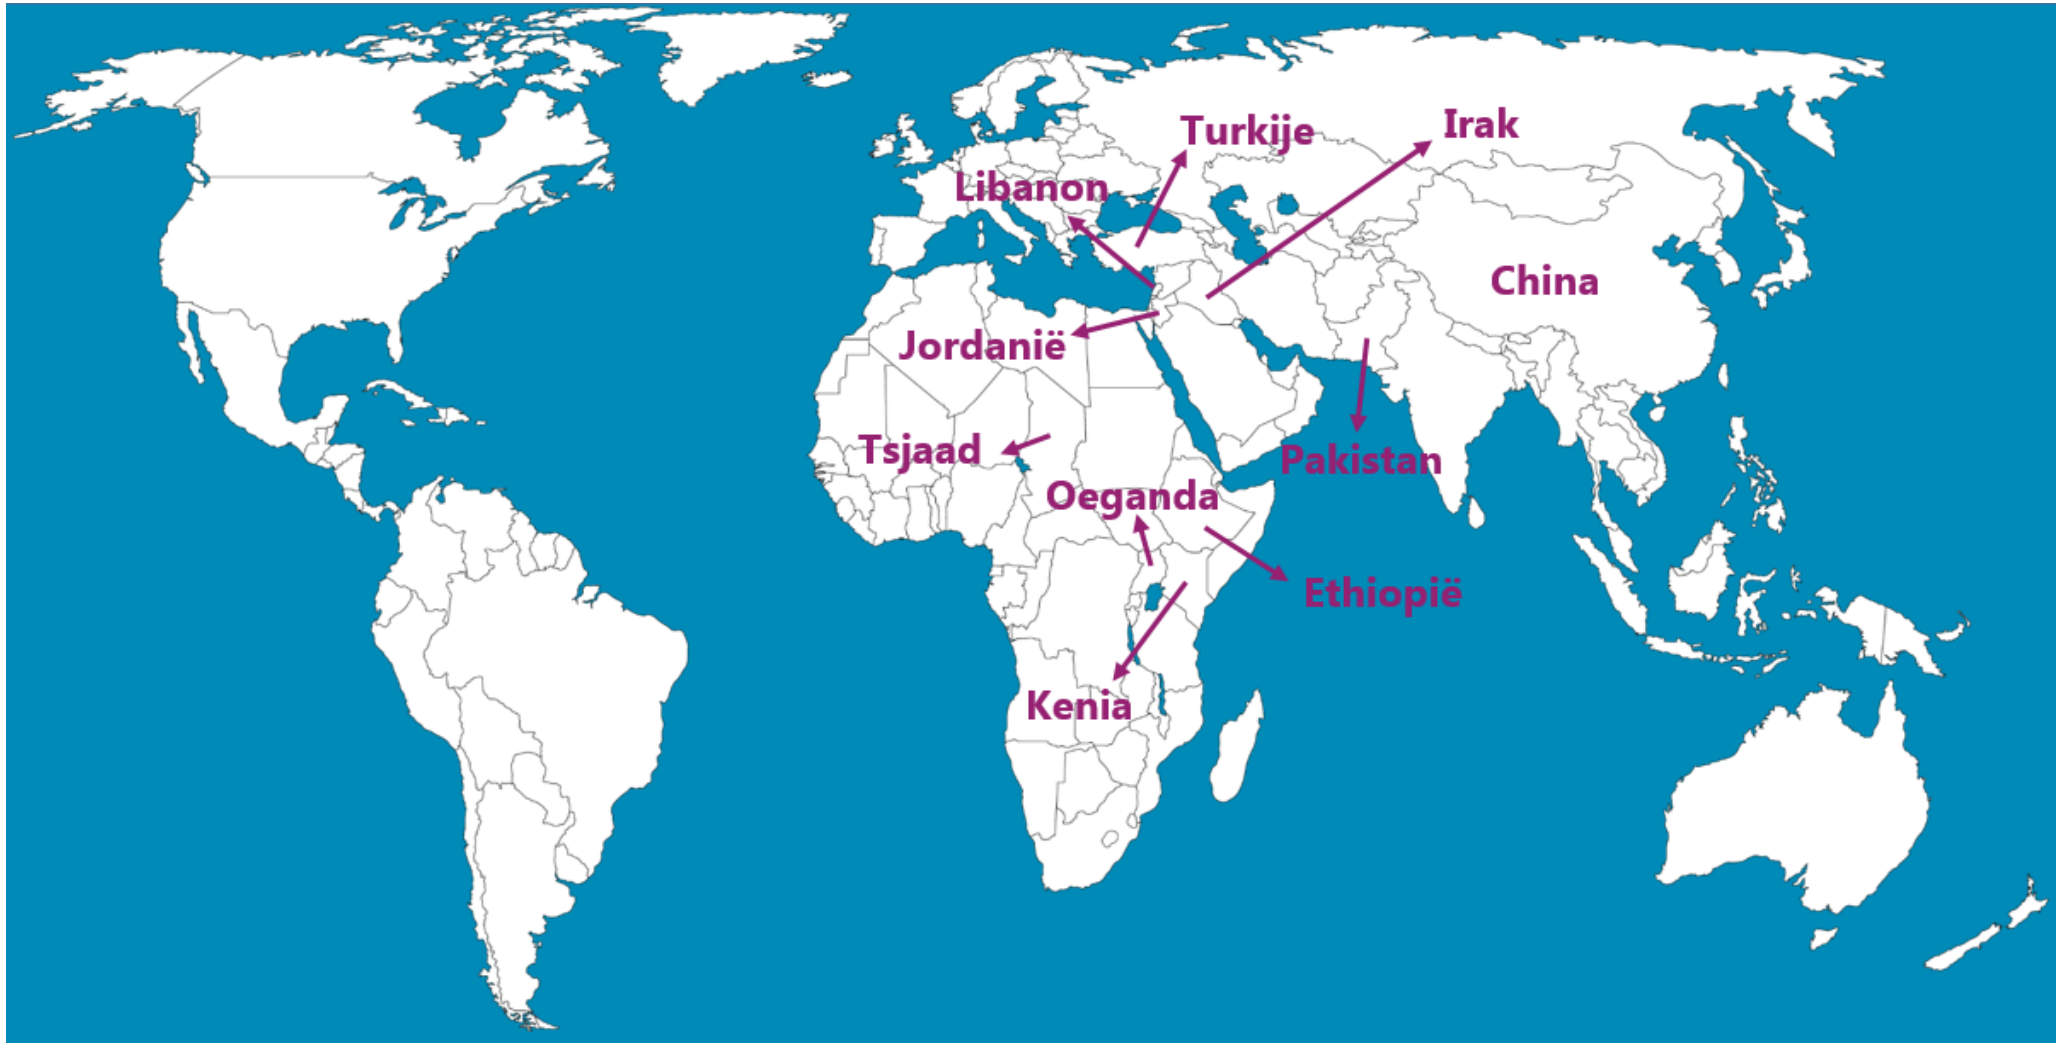 Irak
Turkije
Libanon
China
Jordanië
Tsjaad
Pakistan
Oeganda
Ethiopië
Kenia